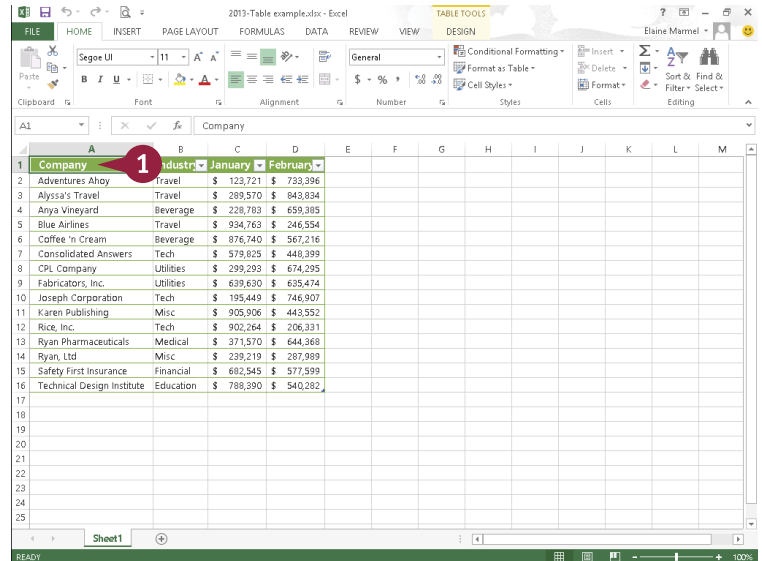 2013-Table example.xlsx - Excel
TABLE TOOLS
FILE HOME INSERT PAGE LAYOUT FORMULAS DATA REVIEW VIEW DESIGN
Elaine Marmel
Paste
Segoe UI 11 A A
B I U A
General
$ % , .00 .0
Conditional Formatting
Format as Table
Cell Styles
Insert
Delete
Format
Σ
A Z
Sort & Find &
Filter Select
Clipboard Font Alignment Number Styles Cells Editing
A1 fx Company
A B C D E F G H I J K L M
1 Company 1 Industry January February
2 Adventures Ahoy Travel $ 123,721 $ 733,396
3 Alyssa's Travel Travel $ 289,570 $ 843,834
4 Anya Vineyard Beverage $ 228,783 $ 659,385
5 Blue Airlines Travel $ 934,763 $ 246,554
6 Coffee 'n Cream Beverage $ 876,740 $ 567,216
7 Consolidated Answers Tech $ 579,825 $ 448,399
8 CPL Company Utilities $ 299,293 $ 674,295
9 Fabricators, Inc. Utilities $ 639,630 $ 635,474
10 Joseph Corporation Tech $ 195,449 $ 746,907
11 Karen Publishing Misc $ 905,906 $ 443,552
12 Rice, Inc. Tech $ 902,264 $ 206,331
13 Ryan Pharmaceuticals Medical $ 371,570 $ 644,368
14 Ryan, Ltd Misc $ 239,219 $ 287,989
15 Safety First Insurance Financial $ 682,545 $ 577,599
16 Technical Design Institute Education $ 788,390 $ 540,282
17
18
19
20
21
22
23
24
25
Sheet1
READY 100%